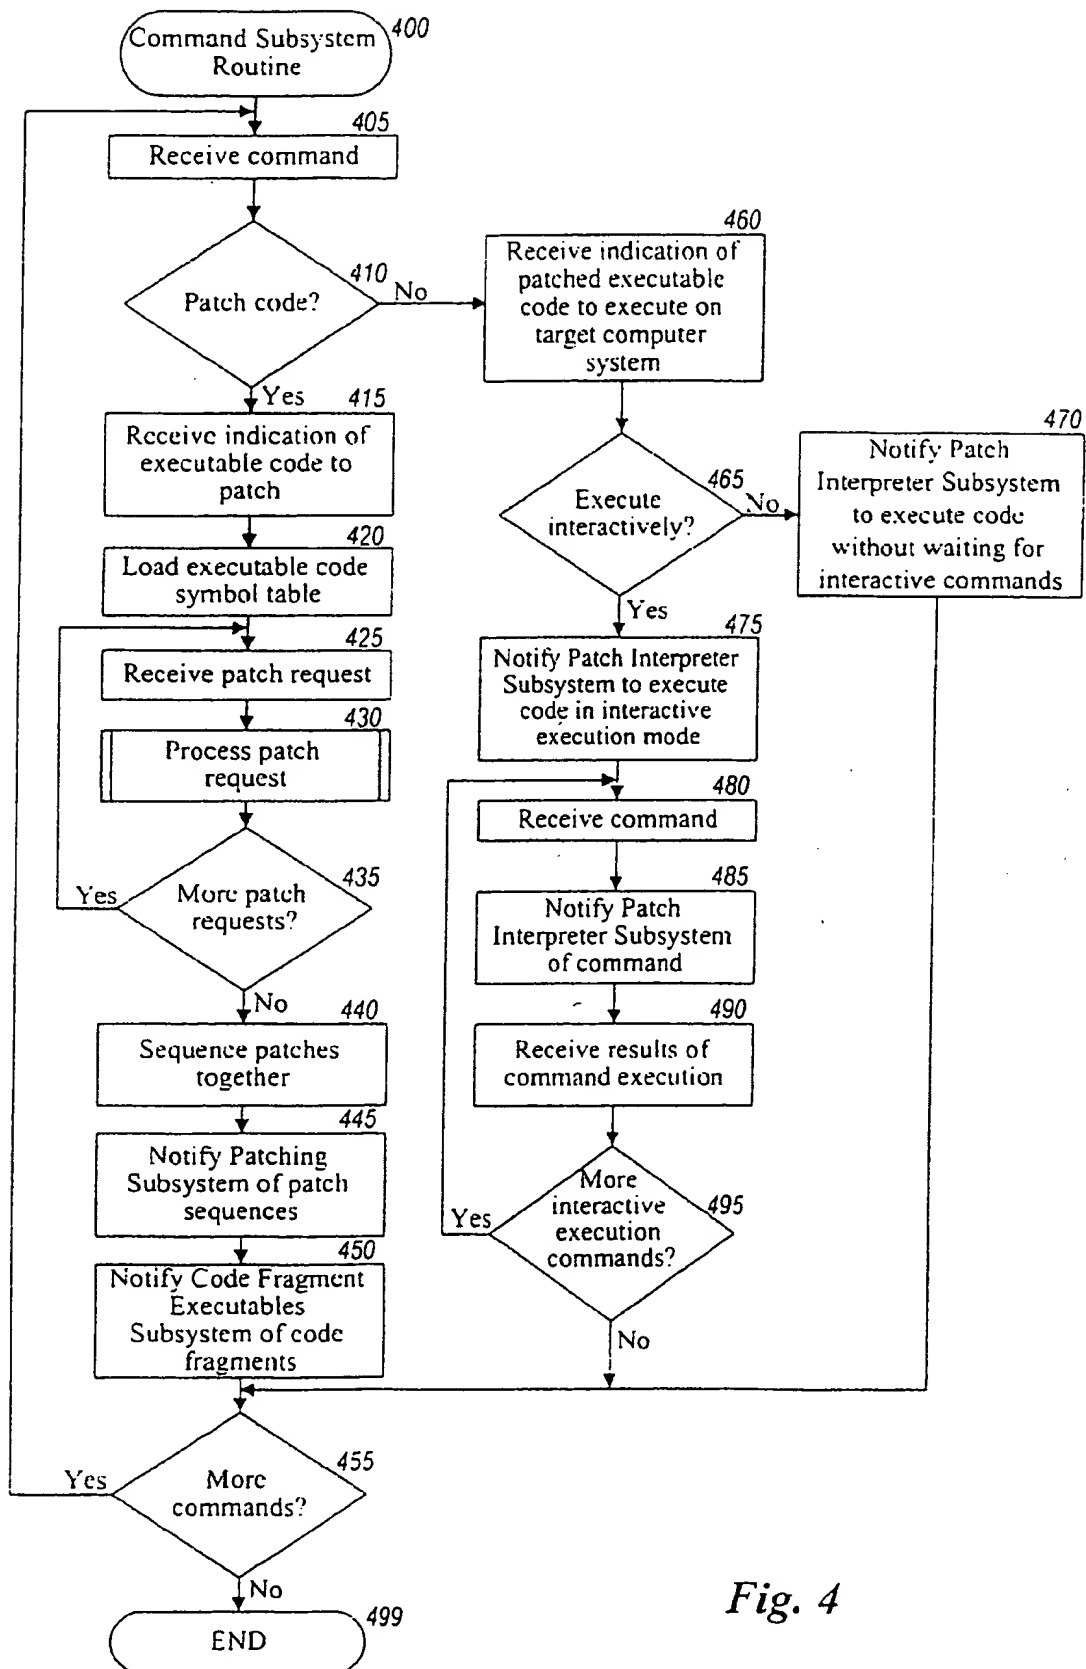 Command Subsystem
Routine
400
405
Receive command
410
Patch code?
No
Yes
460
Receive indication of
patched executable
code to execute on
target computer
system
415
Receive indication of
executable code to
patch
465
Execute
interactively?
No
Yes
470
Notify Patch
Interpreter Subsystem
to execute code
without waiting for
interactive commands
420
Load executable code
symbol table
425
Receive patch request
430
Process patch
request
435
More patch
requests?
Yes
No
475
Notify Patch Interpreter
Subsystem to execute
code in interactive
execution mode
480
Receive command
485
Notify Patch
Interpreter Subsystem
of command
490
Receive results of
command execution
495
More
interactive
execution
commands?
Yes
No
440
Sequence patches
together
445
Notify Patching
Subsystem of patch
sequences
450
Notify Code Fragment
Executables
Subsystem of code
fragments
455
More
commands?
Yes
No
499
END
Fig. 4